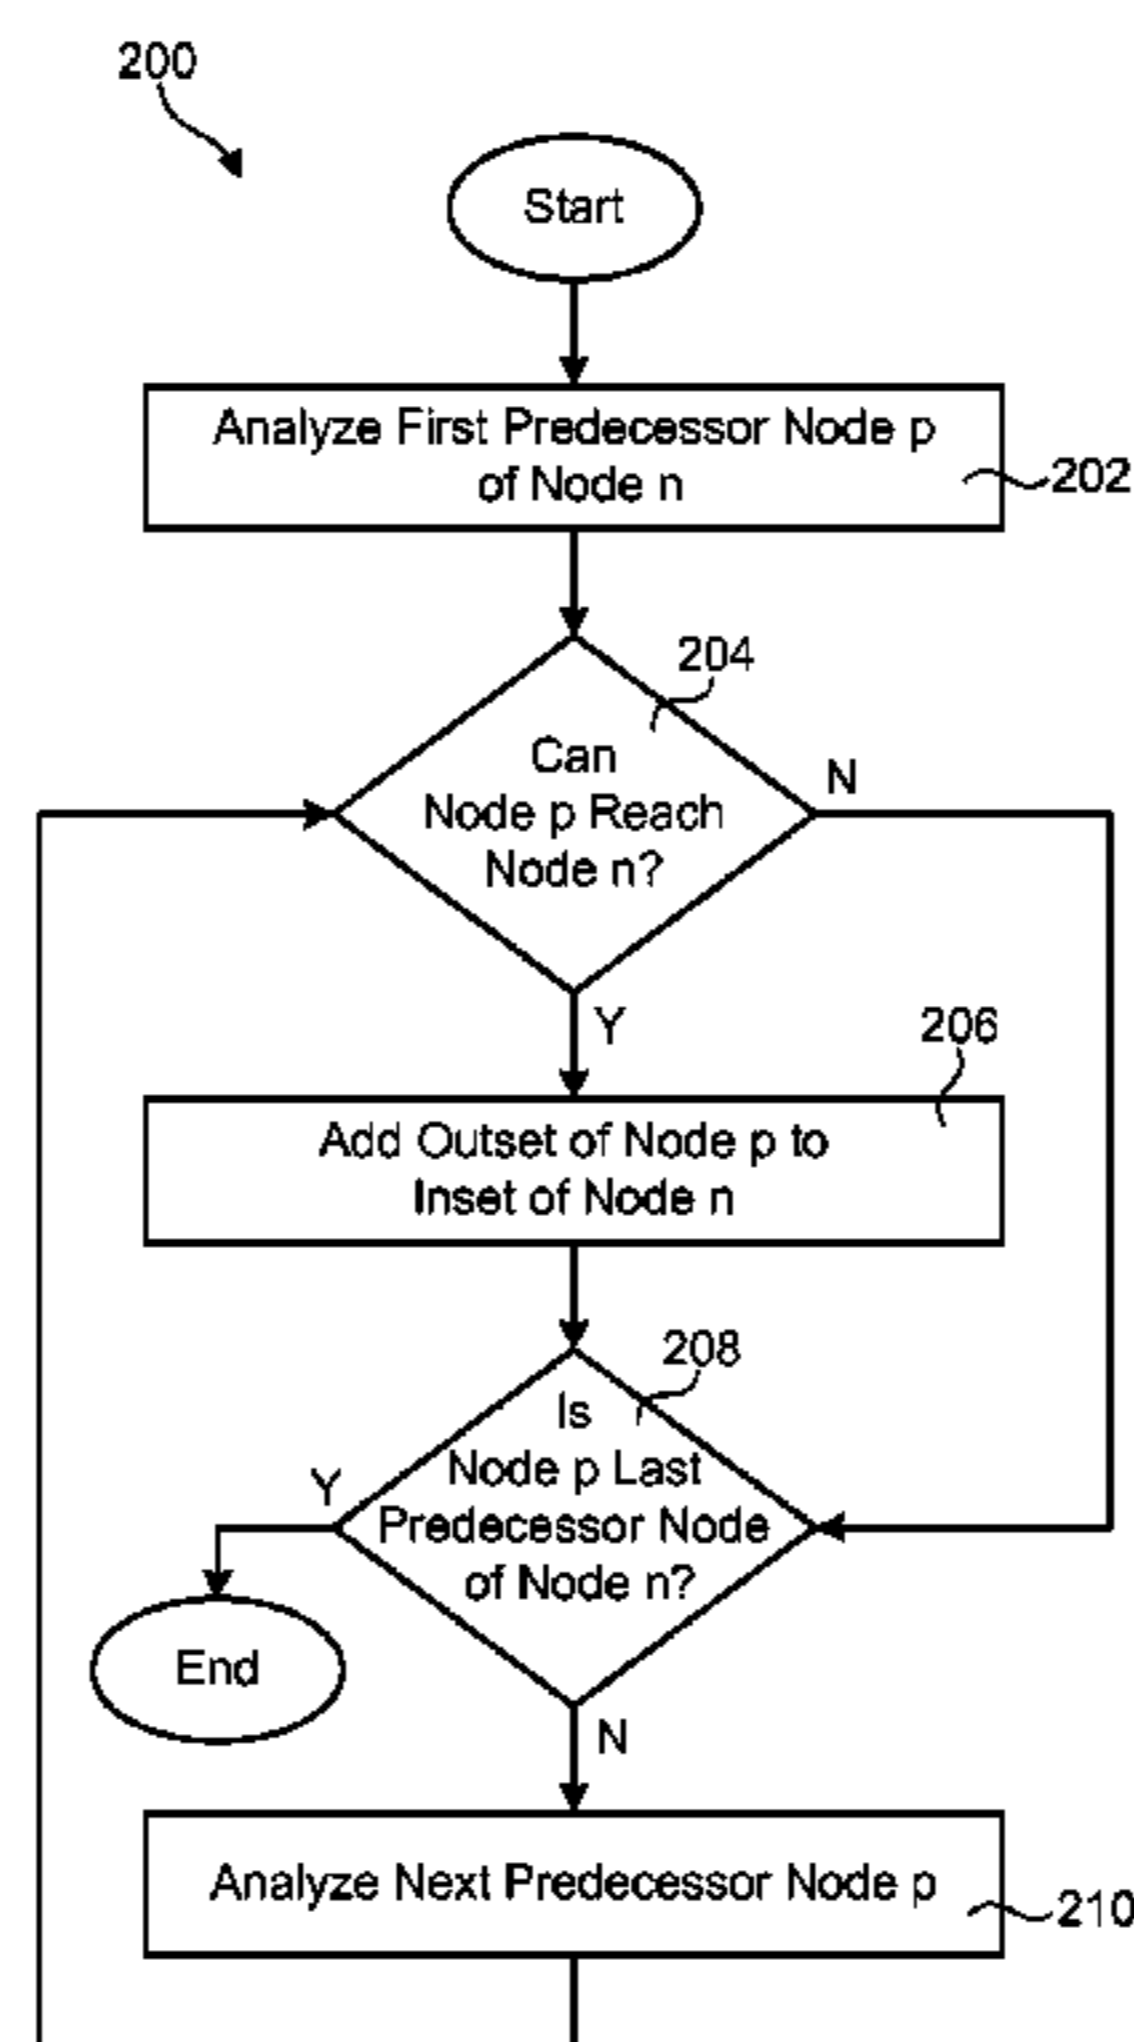 200
Start
Analyze First Predecessor Node p
of Node n
202
204
Can
Node p Reach
Node n?
N
Y
206
Add Outset of Node p to
Inset of Node n
208
Is
Node p Last
Predecessor Node
of Node n?
Y
End
N
Analyze Next Predecessor Node p
210